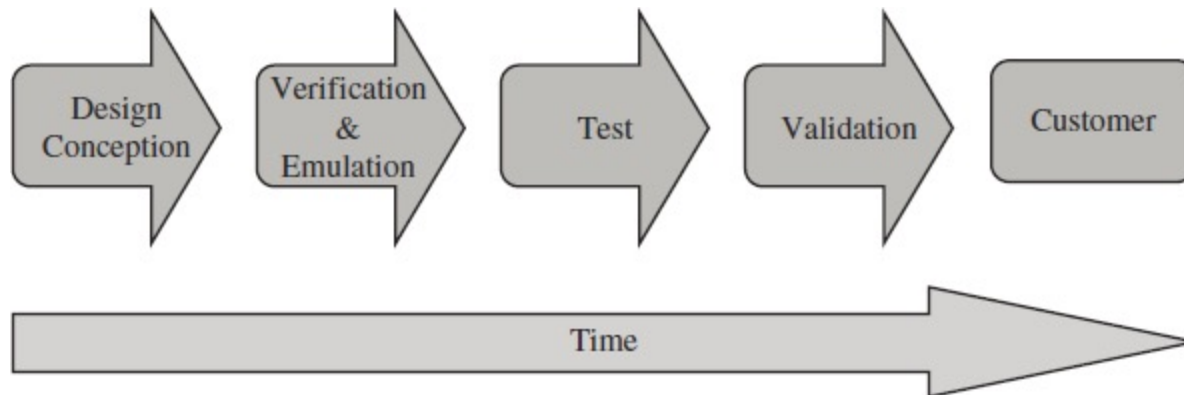 Design
Conception
Verification
&
Emulation
Test
Validation
Customer
Time